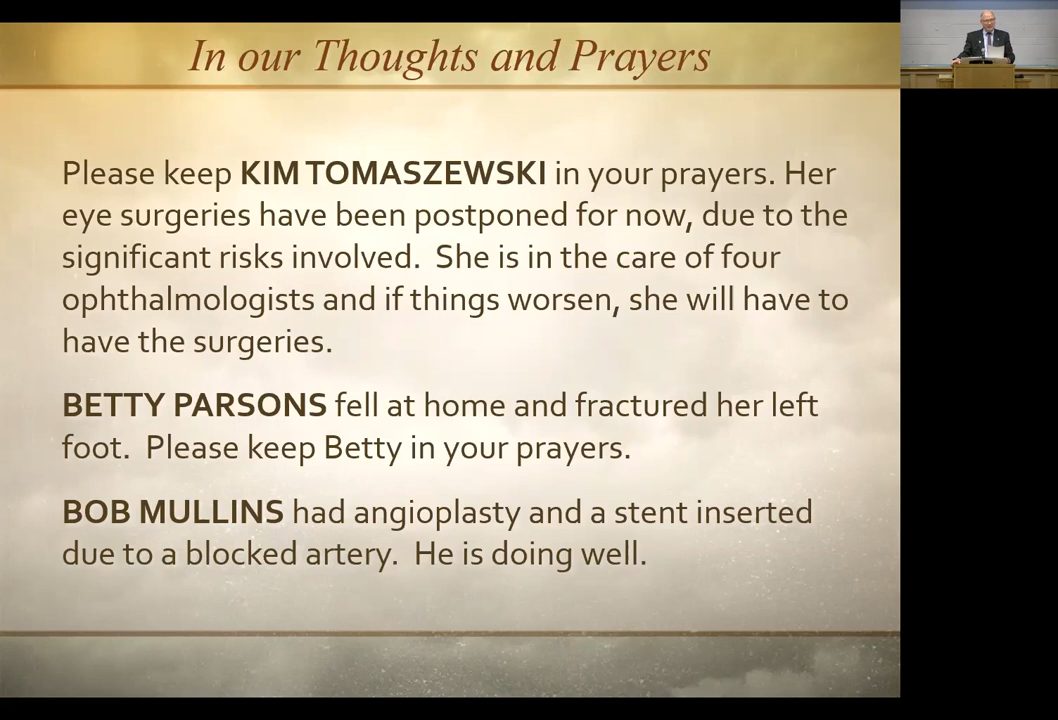 In our Thoughts and Prayers
Please keep KIM TOMASZEWSKI in your prayers. Her
eye surgeries have been postponed for now, due to the
significant risks involved.  She is in the care of four
ophthalmologists and if things worsen, she will have to
have the surgeries.
BETTY PARSONS fell at home and fractured her left
foot.  Please keep Betty in your prayers.
BOB MULLINS had angioplasty and a stent inserted
due to a blocked artery.  He is doing well.